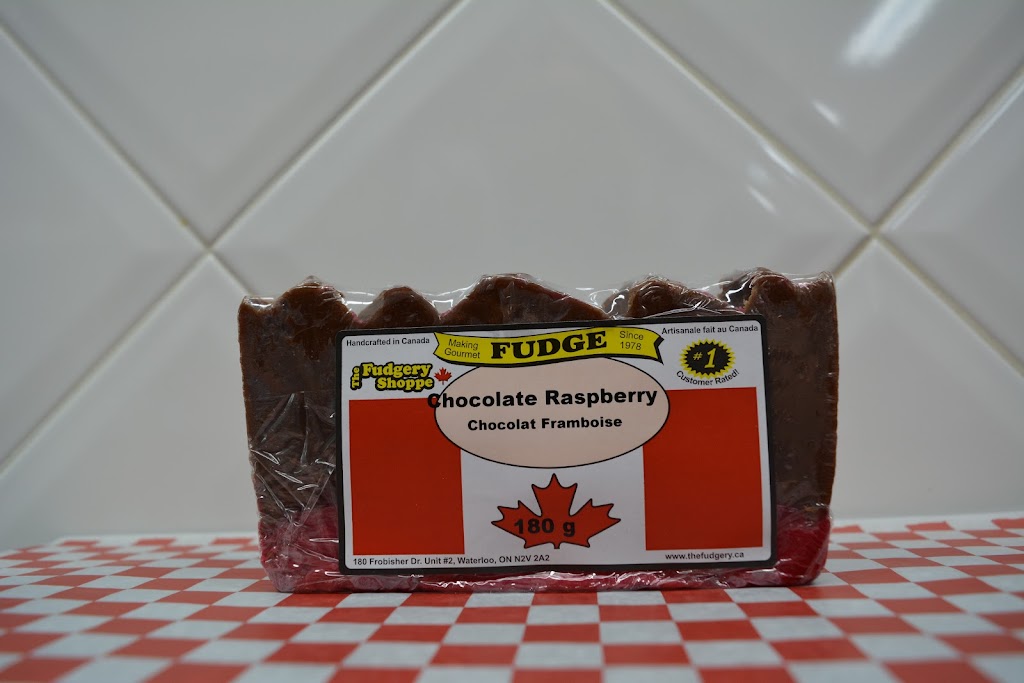 Handcrafted in Canada
Making
Gourmet
FUDGE
Since
1978
Artisanale fait au Canada
The
Fudgery
Shoppe
#1
Customer Rated!
Chocolate Raspberry
Chocolat Framboise
180 g
180 Frobisher Dr. Unit #2, Waterloo, ON N2V 2A2
www.thefudgery.ca